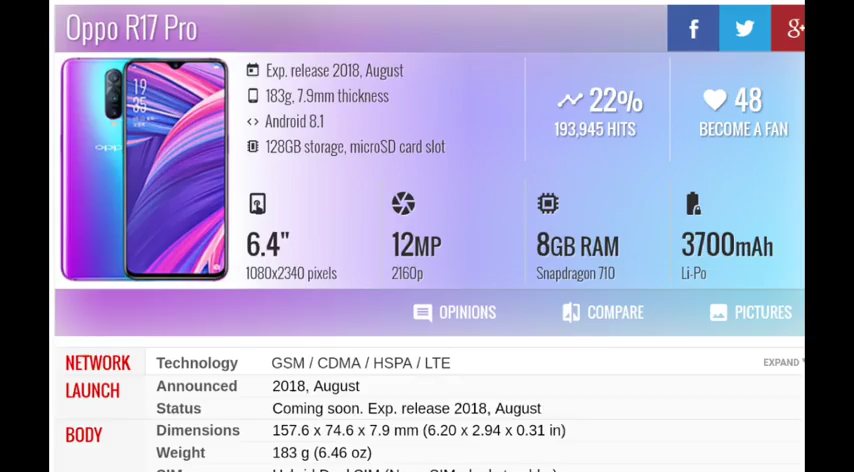 Oppo R17 Pro
Exp. release 2018, August
183g, 7.9mm thickness
Android 8.1
128GB storage, microSD card slot
22%
193,945 HITS
48
BECOME A FAN
19
35
oppo
6.4"
1080x2340 pixels
12MP
2160p
8GB RAM
Snapdragon 710
3700mAh
Li-Po
OPINIONS
COMPARE
PICTURES
NETWORK Technology GSM / CDMA / HSPA / LTE EXPAND
LAUNCH Announced 2018, August
Status Coming soon. Exp. release 2018, August
BODY Dimensions 157.6 x 74.6 x 7.9 mm (6.20 x 2.94 x 0.31 in)
Weight 183 g (6.46 oz)